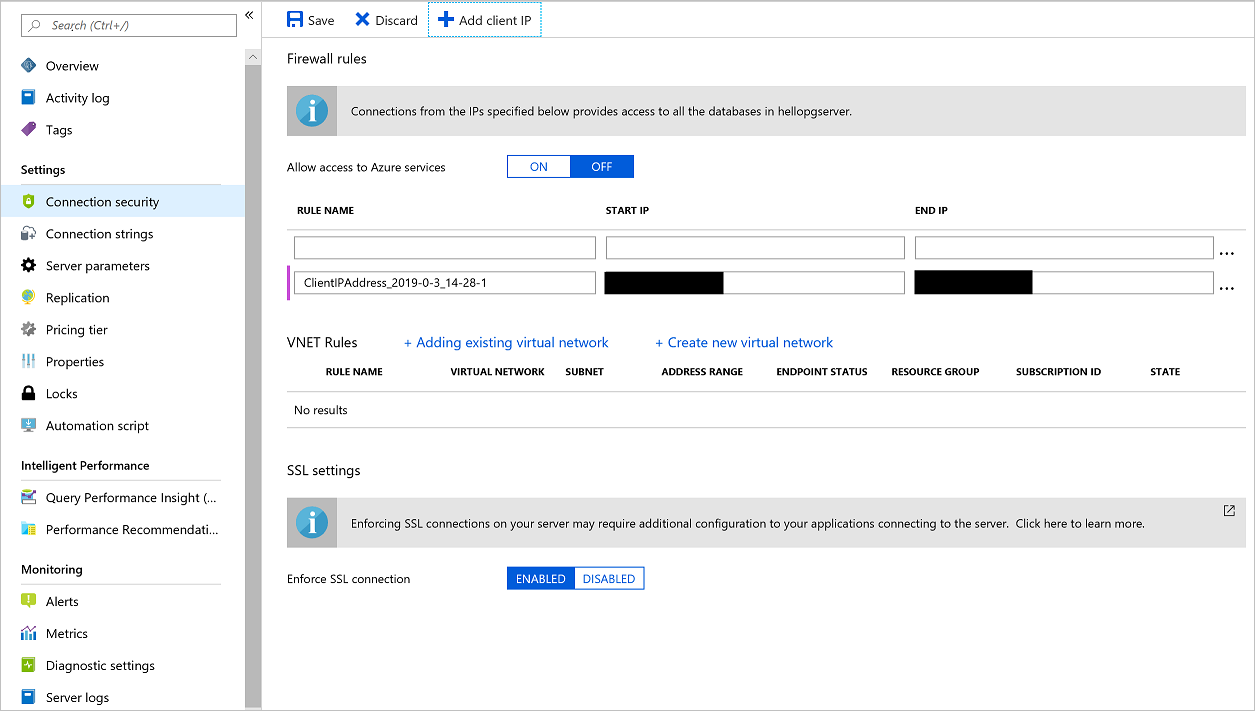 Search (Ctrl+/)
«
Overview
Activity log
Tags
Settings
Connection security
Connection strings
Server parameters
Replication
Pricing tier
Properties
Locks
Automation script
Intelligent Performance
Query Performance Insight (...
Performance Recommendati...
Monitoring
Alerts
Metrics
Diagnostic settings
Server logs
Save Discard Add client IP
Firewall rules
Connections from the IPs specified below provides access to all the databases in hellopgserver.
Allow access to Azure services ON OFF
RULE NAME START IP END IP
...
ClientIPAddress_2019-0-3_14-28-1 ...
VNET Rules + Adding existing virtual network + Create new virtual network
RULE NAME VIRTUAL NETWORK SUBNET ADDRESS RANGE ENDPOINT STATUS RESOURCE GROUP SUBSCRIPTION ID STATE
No results
SSL settings
Enforcing SSL connections on your server may require additional configuration to your applications connecting to the server. Click here to learn more.
Enforce SSL connection ENABLED DISABLED